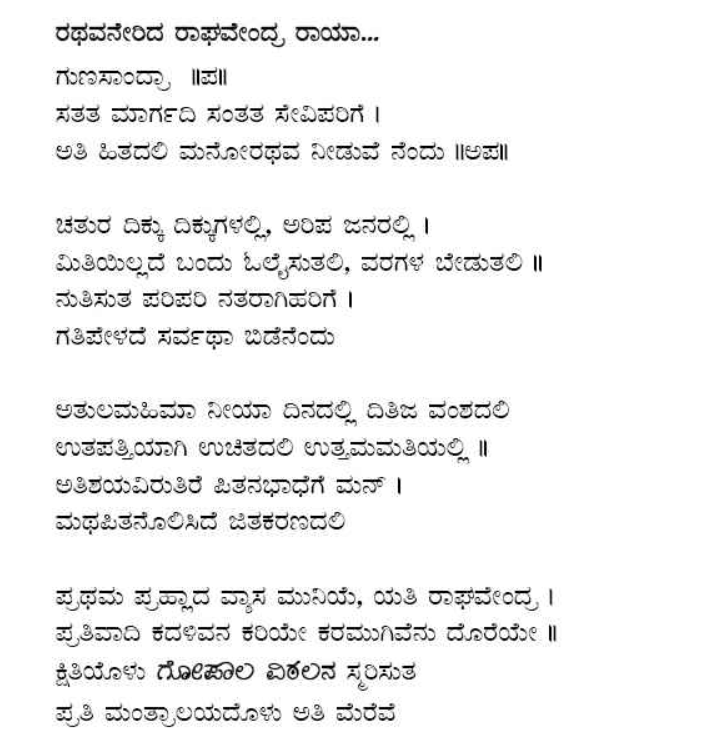 ರಥವನೇರಿದ ರಾಘವೇಂದ್ರ ರಾಯಾ...
ಗುಣಸಾಂದ್ರಾ ॥ಪ॥
ಸತತ ಮಾರ್ಗದಿ ಸಂತತ ಸೇವಿಪರಿಗೆ ।
ಅತಿ ಹಿತದಲಿ ಮನೋರಥವ ನೀಡುವೆ ನೆಂದು ॥ಅಪ॥
ಚತುರ ದಿಕ್ಕು ದಿಕ್ಕುಗಳಲ್ಲಿ, ಅರಿಪ ಜನರಲ್ಲಿ ।
ಮಿತಿಯಿಲ್ಲದೆ ಬಂದು ಓಲೈಸುತಲಿ, ವರಗಳ ಬೇಡುತಲಿ ॥
ನುತಿಸುತ ಪರಿಪರಿ ನತರಾಗಿಹರಿಗೆ ।
ಗತಿಪೇಳದೆ ಸರ್ವಥಾ ಬಿಡೆನೆಂದು
ಅತುಲಮಹಿಮಾ ನೀಯಾ ದಿನದಲ್ಲಿ ದಿತಿಜ ವಂಶದಲಿ
ಉತಪತ್ತಿಯಾಗಿ ಉಚಿತದಲಿ ಉತ್ತಮಮತಿಯಲ್ಲಿ ॥
ಅತಿಶಯವಿರುತಿರೆ ಪಿತನಭಾಧೆಗೆ ಮನ್ ।
ಮಥಪಿತನೊಲಿಸಿದೆ ಜಿತಕರಣದಲಿ
ಪ್ರಥಮ ಪ್ರಹ್ಲಾದ ವ್ಯಾಸ ಮುನಿಯೆ, ಯತಿ ರಾಘವೇಂದ್ರ ।
ಪ್ರತಿವಾದಿ ಕದಳಿವನ ಕರಿಯೇ ಕರಮುಗಿವೆನು ದೊರೆಯೇ ॥
ಕ್ಷಿತಿಯೊಳು ಗೋಪಾಲ ವಿಠಲನ ಸ್ಮರಿಸುತ
ಪ್ರತಿ ಮಂತ್ರಾಲಯದೊಳು ಅತಿ ಮೆರೆವೆ